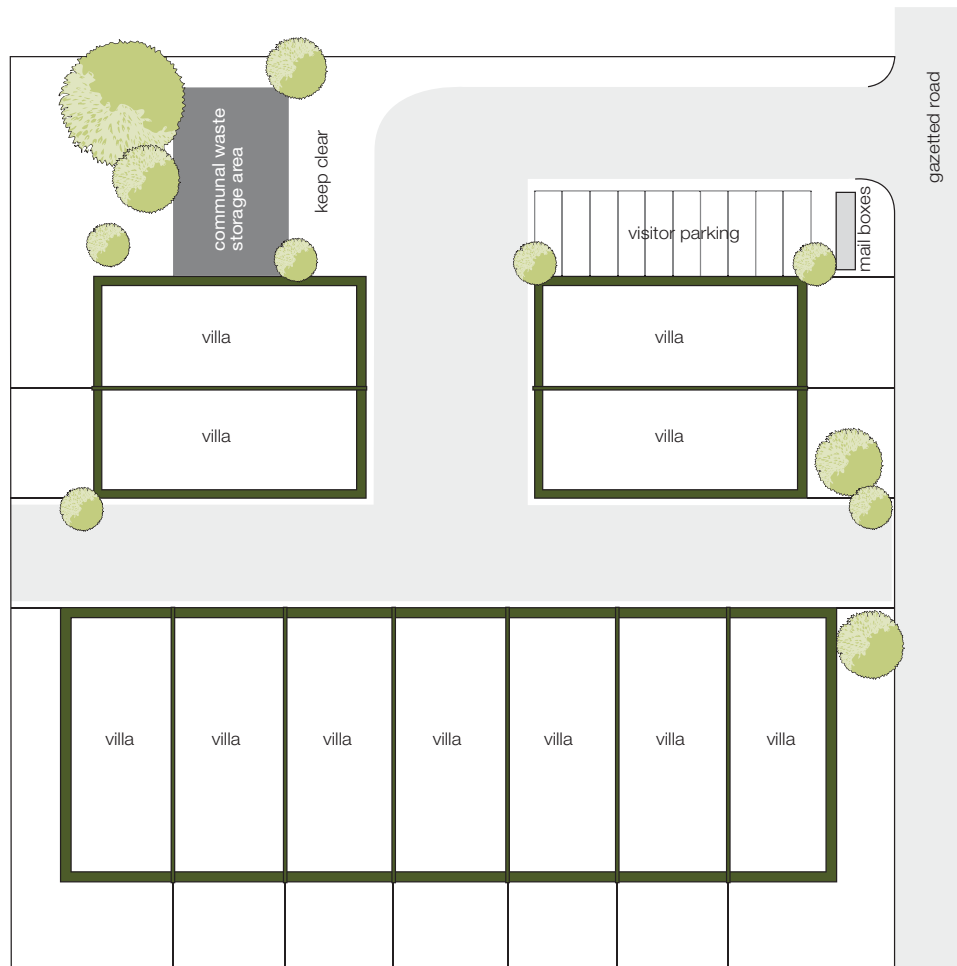 communal waste
storage area
keep clear
gazetted road
visitor parking
mail boxes
villa
villa
villa
villa
villa
villa
villa
villa
villa
villa
villa